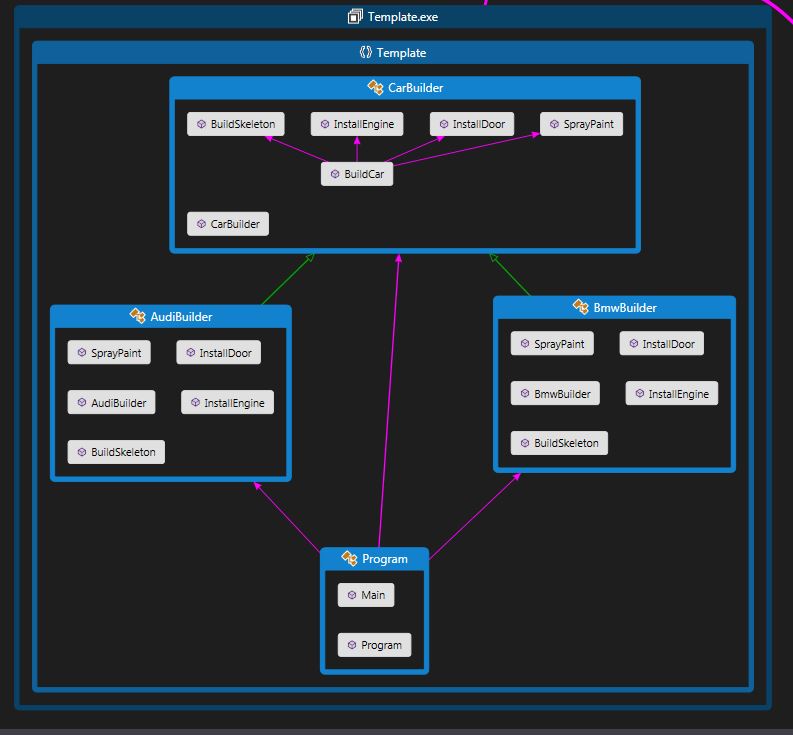 Template.exe
Template
CarBuilder
BuildSkeleton
InstallEngine
InstallDoor
SprayPaint
BuildCar
CarBuilder
AudiBuilder
SprayPaint
InstallDoor
AudiBuilder
InstallEngine
BuildSkeleton
BmwBuilder
SprayPaint
InstallDoor
BmwBuilder
InstallEngine
BuildSkeleton
Program
Main
Program